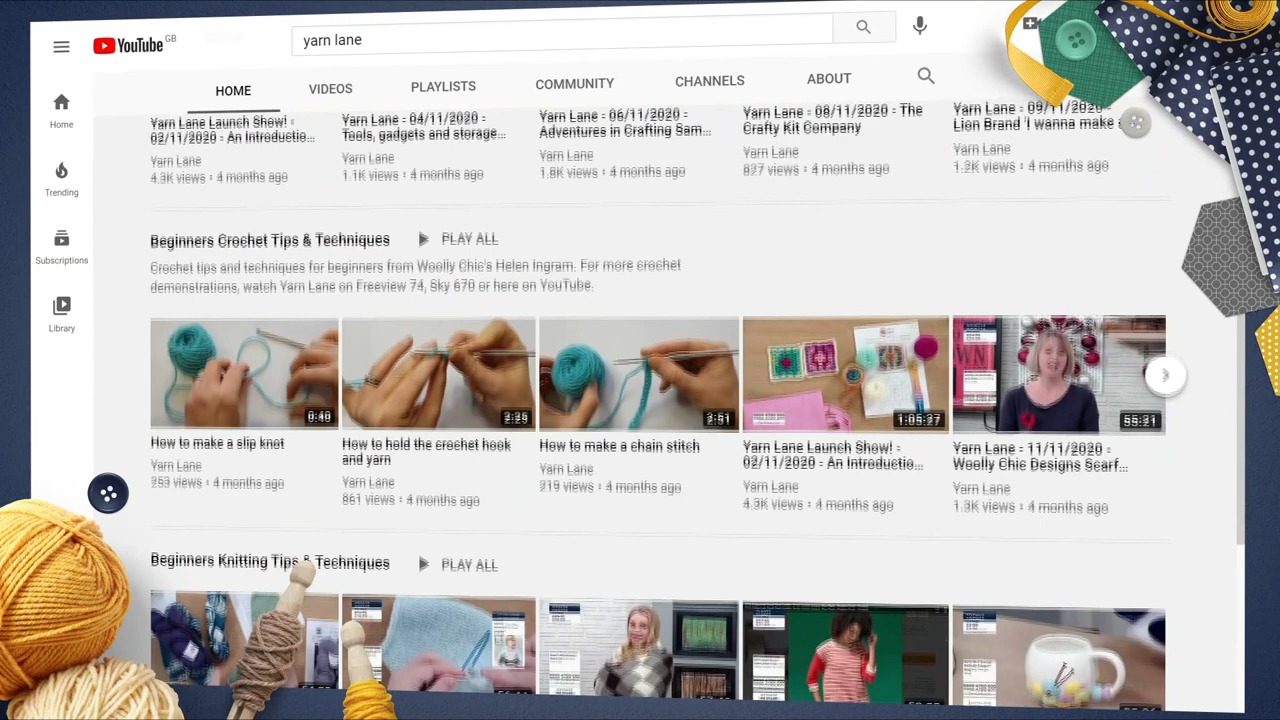 YouTube GB
yarn lane
HOME VIDEOS PLAYLISTS COMMUNITY CHANNELS ABOUT
Home
Trending
Subscriptions
Library
Yarn Lane Launch Show! -
02/11/2020 - An Introductio...
Yarn Lane
4.3K views • 4 months ago
Yarn Lane - 04/11/2020 -
Tools, gadgets and storage...
Yarn Lane
1.1K views • 4 months ago
Yarn Lane - 06/11/2020 -
Adventures in Crafting Sam...
Yarn Lane
1.8K views • 4 months ago
Yarn Lane - 08/11/2020 - The
Crafty Kit Company
Yarn Lane
827 views • 4 months ago
Yarn Lane - 09/11/2020 -
Lion Brand 'I wanna make
Yarn Lane
1.2K views • 4 months ago
Beginners Crochet Tips & Techniques PLAY ALL
Crochet tips and techniques for beginners from Woolly Chic's Helen Ingram. For more crochet
demonstrations, watch Yarn Lane on Freeview 74, Sky 670 or here on YouTube.
0:40
How to make a slip knot
Yarn Lane
253 views • 4 months ago
2:25
How to hold the crochet hook
and yarn
Yarn Lane
861 views • 4 months ago
2:51
How to make a chain stitch
Yarn Lane
219 views • 4 months ago
1:05:27
Yarn Lane Launch Show! -
02/11/2020 - An Introductio...
Yarn Lane
4.3K views • 4 months ago
55:21
Yarn Lane - 11/11/2020 -
Woolly Chic Designs Scarf...
Yarn Lane
1.3K views • 4 months ago
Beginners Knitting Tips & Techniques PLAY ALL